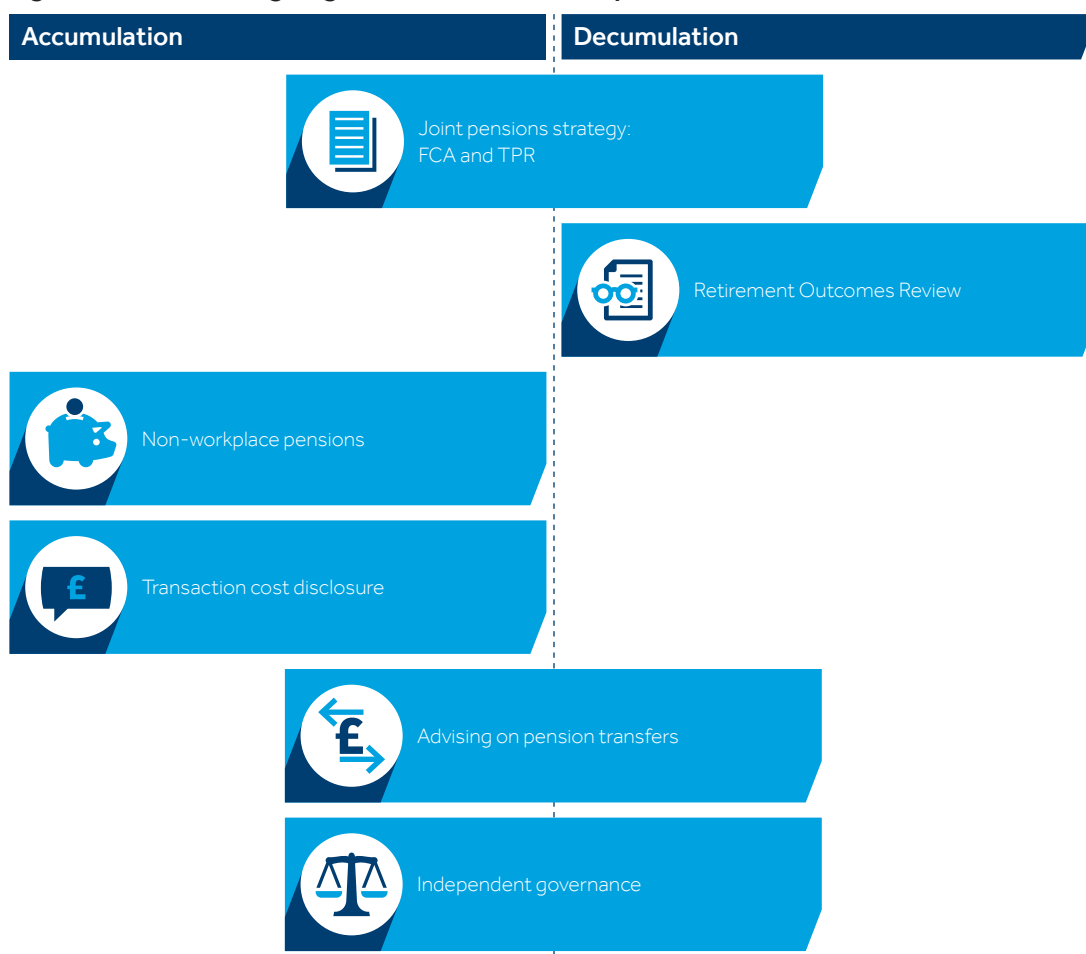 Accumulation
Decumulation
Joint pensions strategy:
FCA and TPR
Retirement Outcomes Review
Non-workplace pensions
£
Transaction cost disclosure
£
Advising on pension transfers
Independent governance